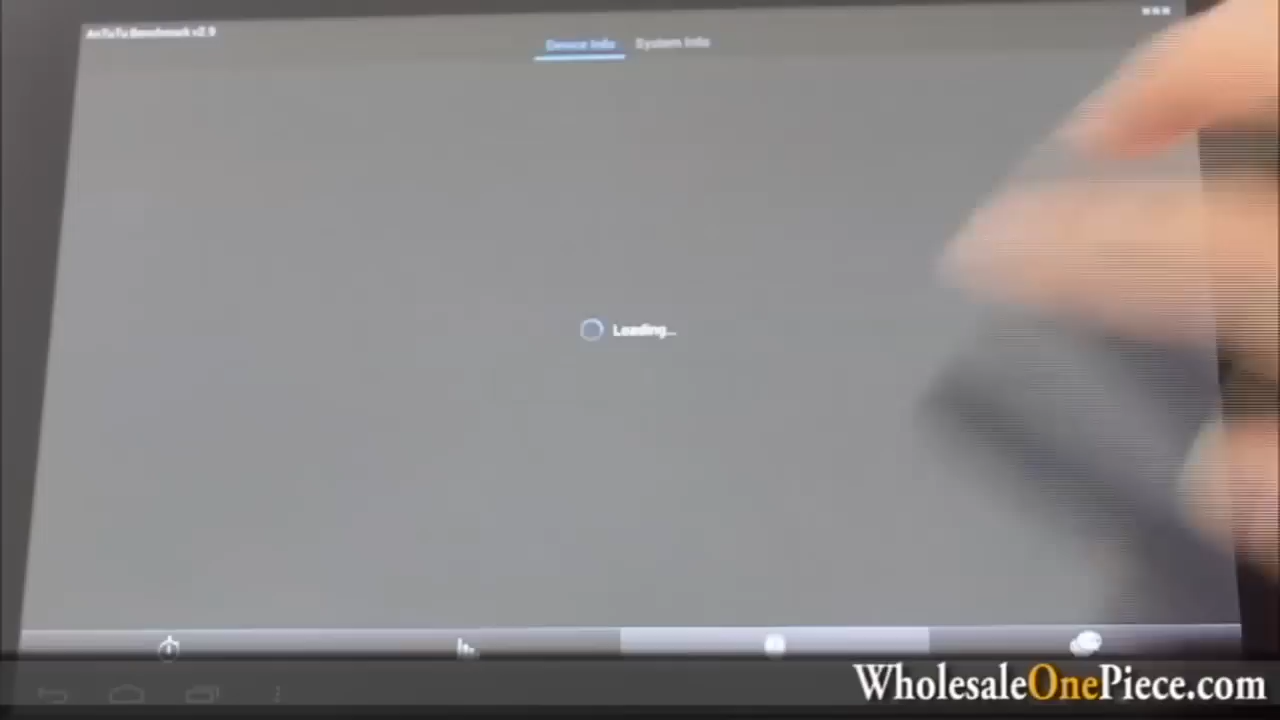 AnTuTu Benchmark v2.9
Device Info
System Info
Loading...
WholesaleOnePiece.com